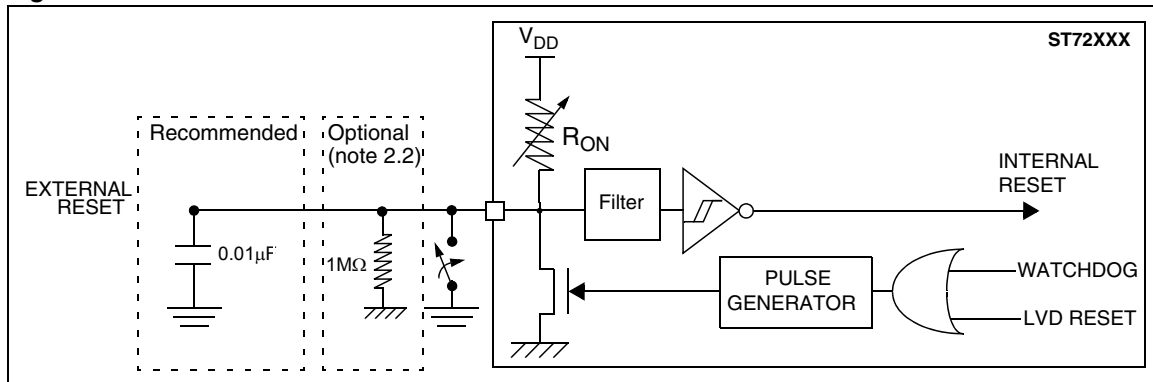 V_DD
ST72XXX
Recommended
Optional
(note 2.2)
R_ON
EXTERNAL
RESET
Filter
INTERNAL
RESET
0.01μF
1MΩ
PULSE
GENERATOR
WATCHDOG
LVD RESET